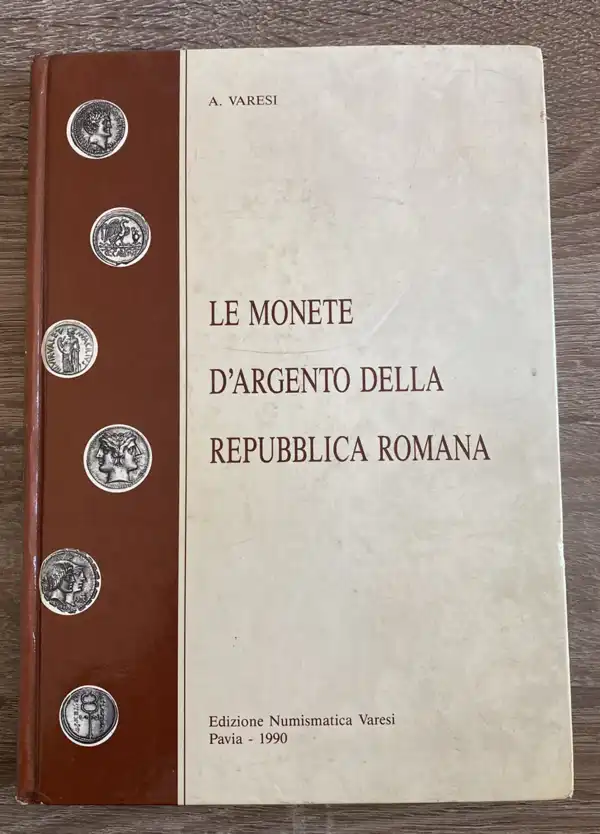 A. VARESI
LE MONETE
D'ARGENTO DELLA
REPUBBLICA ROMANA
Edizione Numismatica Varesi
Pavia - 1990